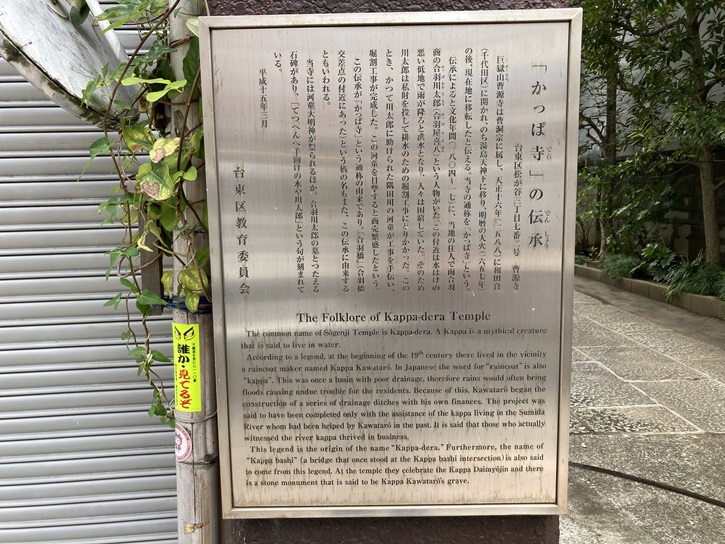 「かっぱ寺」の伝承
でら
でんしょう
台東区松が谷三丁目七番二号 曹源寺
巨嶽山曹源寺は曹洞宗に属し、天正十六年(一五八八)に和田倉
(千代田区)に開かれ、のち湯島天神下に移り、明暦の大火(一六五七年)
の後、現在地に移転したと伝える。当寺の通称を「かっぱ寺」という。
伝承によると文化年間(一八〇四~一七)に、当地の住人で雨合羽
商の合羽川太郎(合羽屋喜八)という人物がいた。この付近は水はけの
悪い低地で雨が降ると洪水となり、人々は困窮していた。そのため
川太郎は私財を投じて排水のための堀割工事にとりかかった。この
とき、かつて川太郎に助けられた隅田川の河童が工事を手伝い、
堀割工事が完成した。この河童を目撃すると商売繁盛したという。
この伝承が「かっぱ寺」という通称の由来であり、「合羽橋」(合羽橋
交差点の付近にあった)という橋の名もまた、この伝承に由来する
ともいわれる。
当寺には河童大明神が祭られるほか、合羽川太郎の墓とつたえる
石碑があり、「てつへんへ手向けの水や川太郎」という句が刻まれて
いる。
平成十五年三月
台東区教育委員会
The Folklore of Kappa-dera Temple
The common name of Sōgenji Temple is Kappa-dera. A Kappa is a mythical creature
that is said to live in water.
According to a legend, at the beginning of the 19th century there lived in the vicinity
a raincoat maker named Kappa Kawatarō. In Japanese the word for "raincoat" is also
"kappa". This was once a basin with poor drainage, therefore rains would often bring
floods causing undue trouble for the residents. Because of this, Kawatarō began the
construction of a series of drainage ditches with his own finances. The project was
said to have been completed only with the assistance of the kappa living in the Sumida
River whom had been helped by Kawatarō in the past. It is said that those who actually
witnessed the river kappa thrived in business.
This legend is the origin of the name "Kappa-dera." Furthermore, the name of
"Kappa bashi" (a bridge that once stood at the Kappa bashi intersection) is also said
to come from this legend. At the temple they celebrate the Kappa Daimyōjin and there
is a stone monument that is said to be Kappa Kawatarō's grave.
誰か見てるぞ